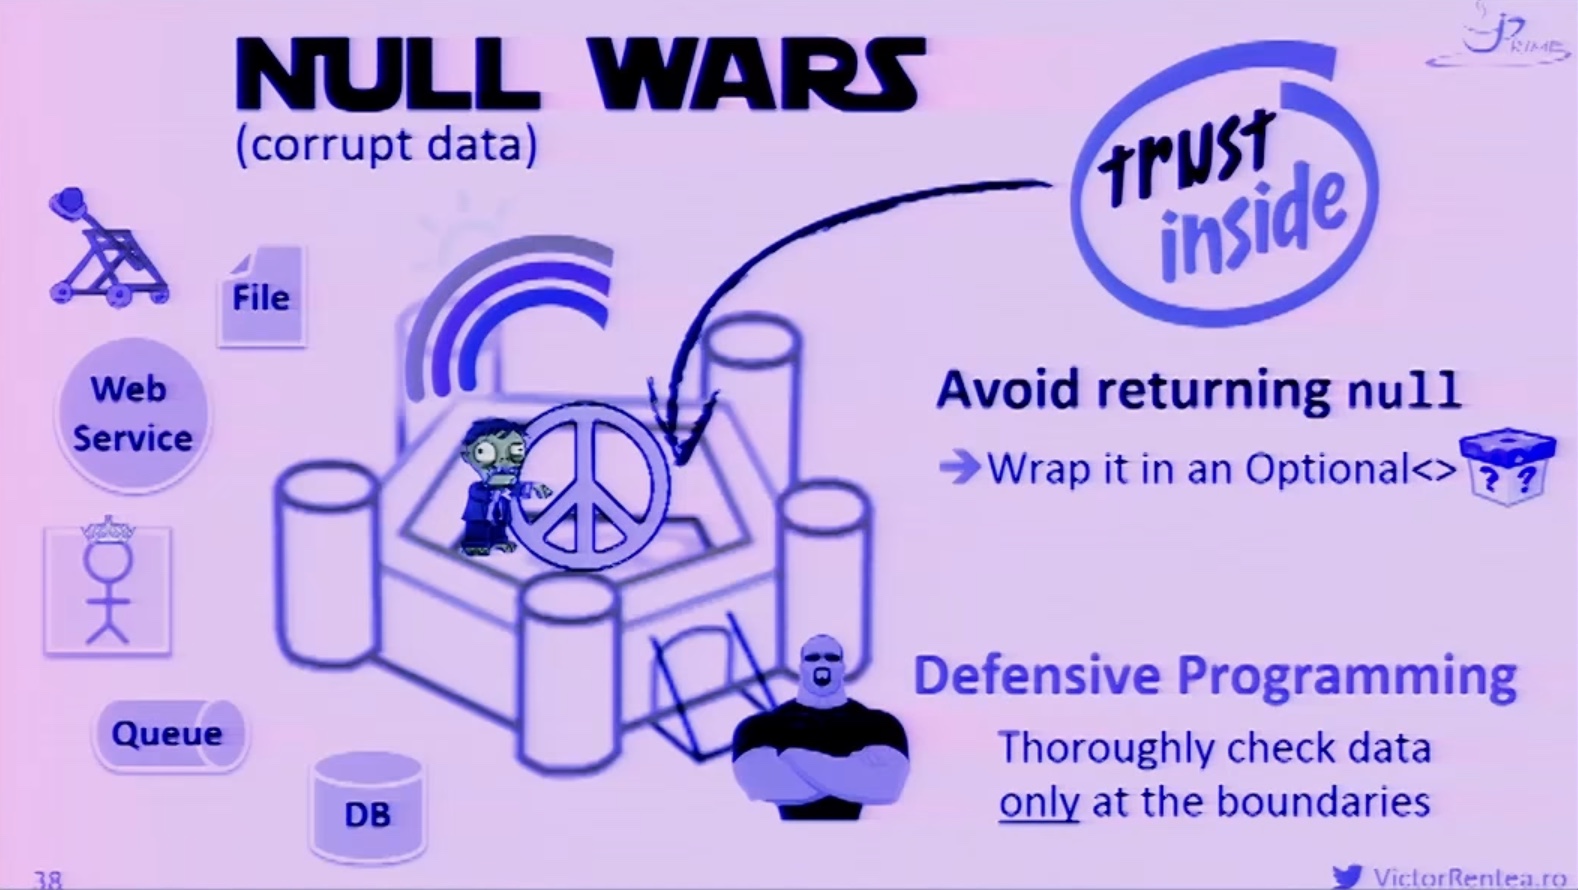 NULL WARS
(corrupt data)
JPRIME
trust
inside
File
Web
Service
Avoid returning null
Wrap it in an Optional<>
? ?
Queue
DB
Defensive Programming
Thoroughly check data
only at the boundaries
38
VictorRentea.ro